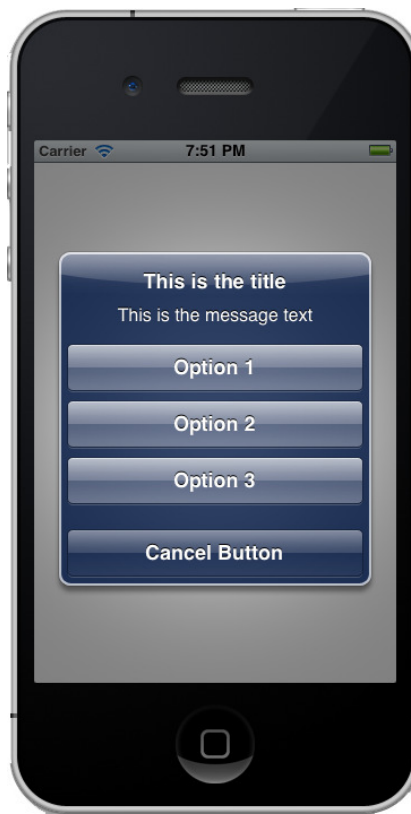 Carrier 7:51 PM
This is the title
This is the message text
Option 1
Option 2
Option 3
Cancel Button